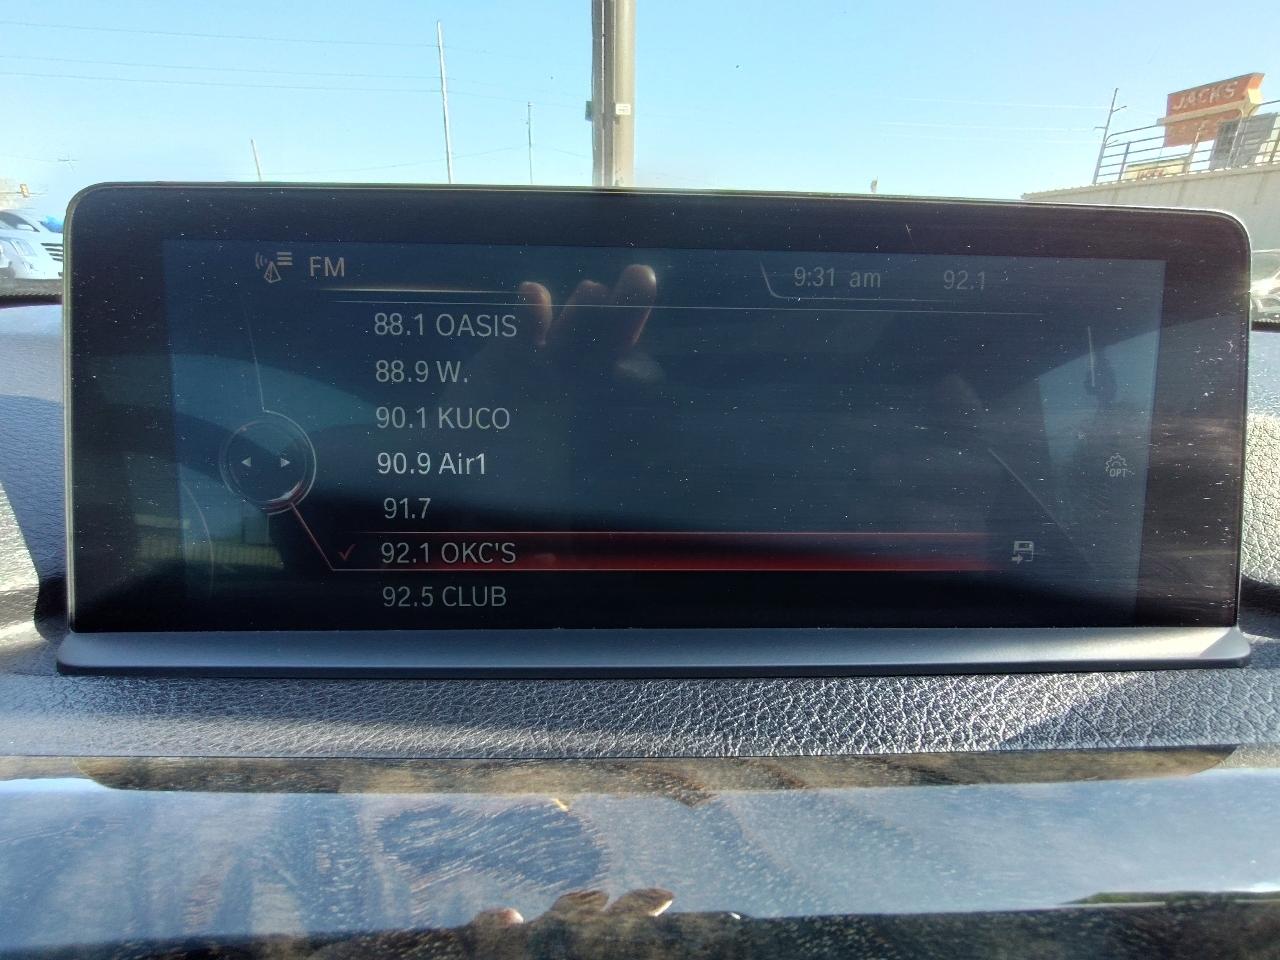 JACKS
FM
9:31 am
92.1
88.1 OASIS
88.9 W.
90.1 KUCO
90.9 Air1
91.7
92.1 OKC'S
92.5 CLUB
OPT